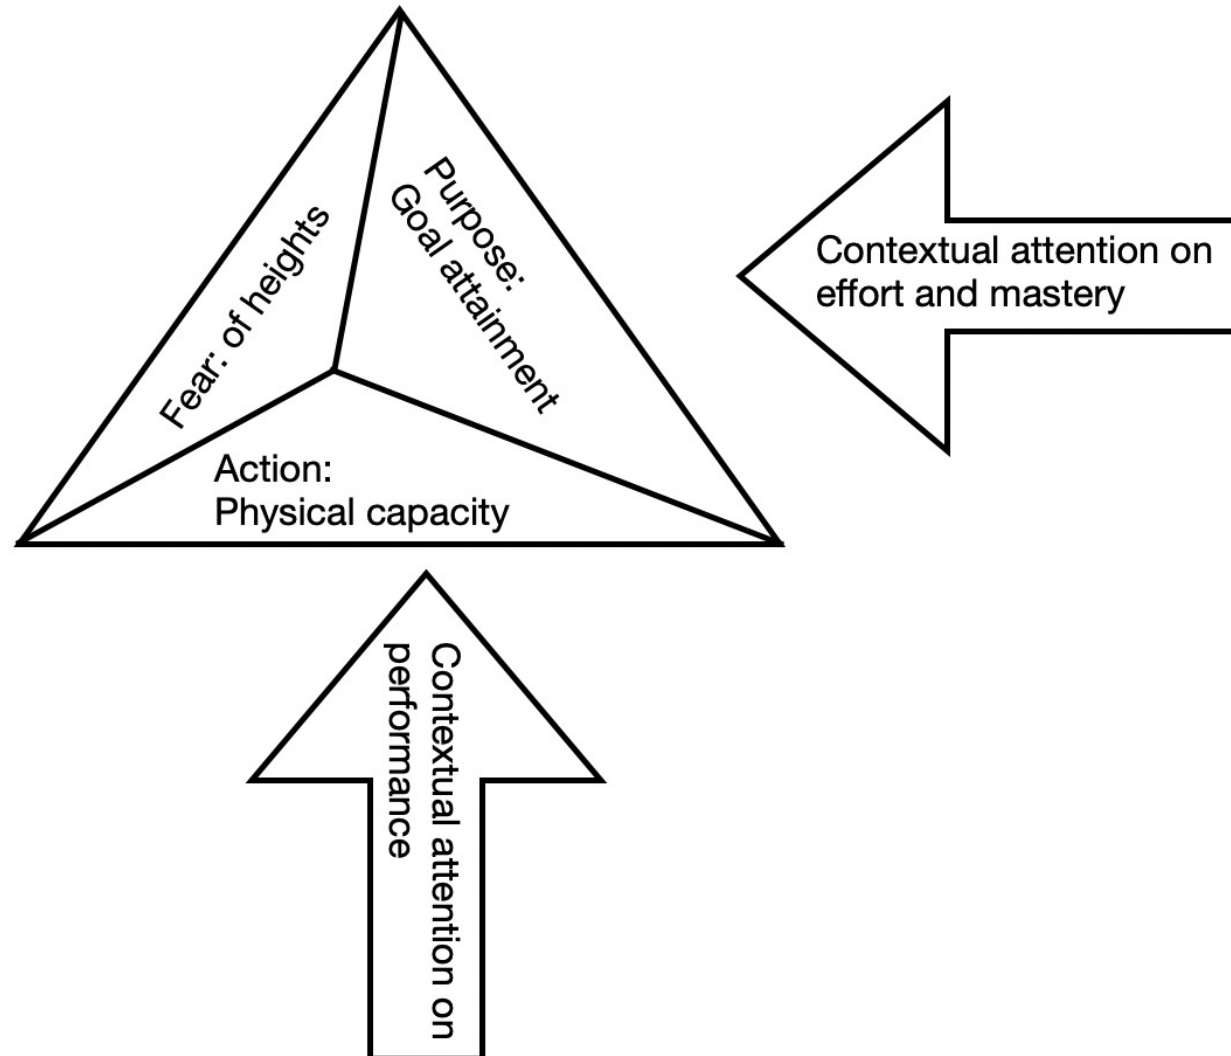 Fear: of heights
Purpose:
Goal attainment
Action:
Physical capacity
Contextual attention on
effort and mastery
Contextual attention on
performance